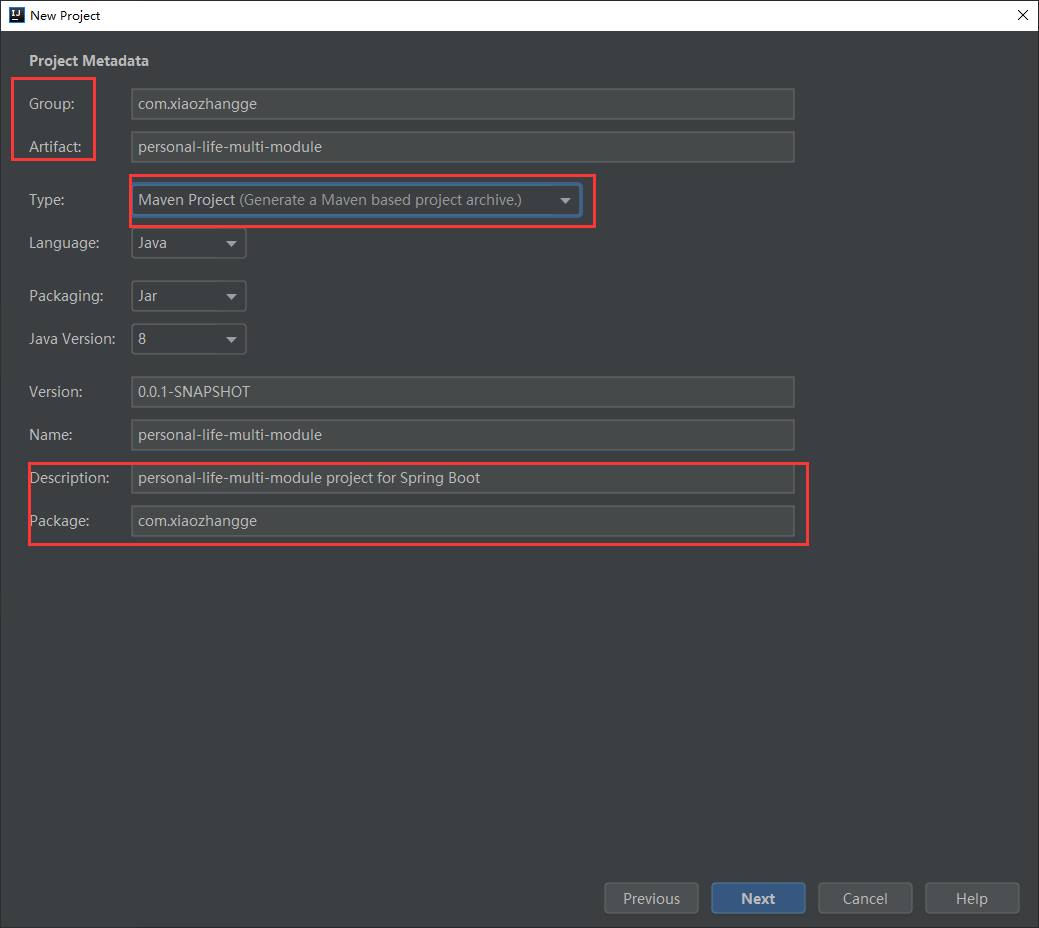 New Project
Project Metadata
Group: com.xiaozhangge
Artifact: personal-life-multi-module
Type: Maven Project (Generate a Maven based project archive.)
Language: Java
Packaging: Jar
Java Version: 8
Version: 0.0.1-SNAPSHOT
Name: personal-life-multi-module
Description: personal-life-multi-module project for Spring Boot
Package: com.xiaozhangge
Previous Next Cancel Help